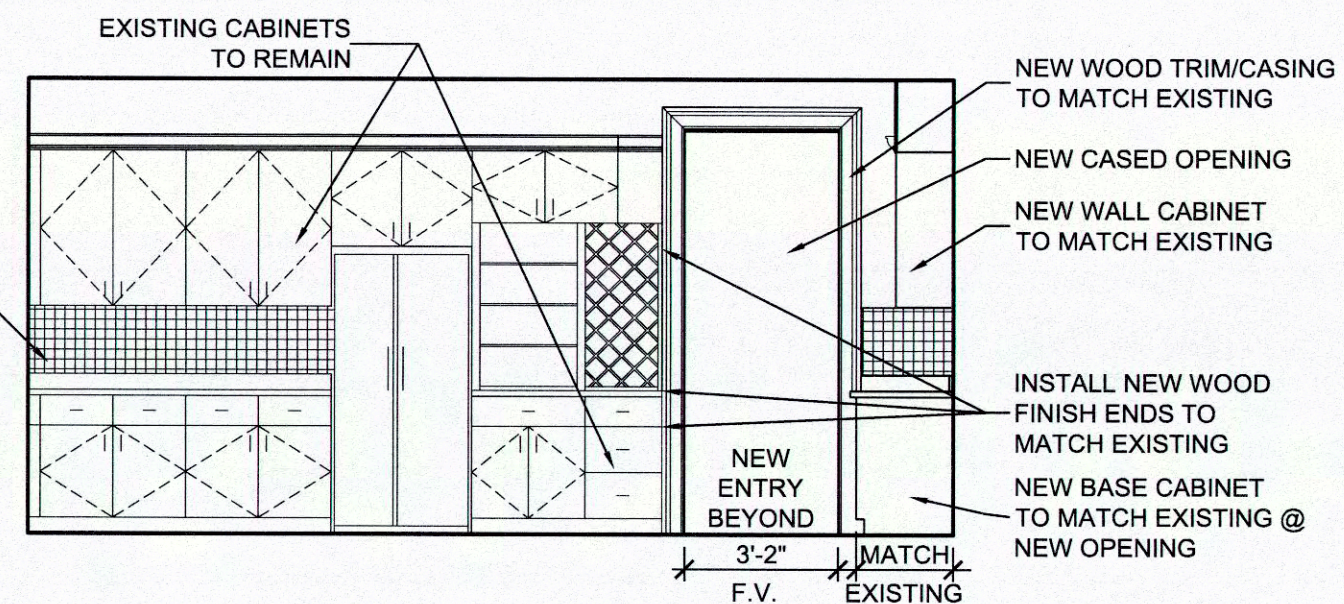 EXISTING CABINETS
TO REMAIN
NEW WOOD TRIM/CASING
TO MATCH EXISTING
NEW CASED OPENING
NEW WALL CABINET
TO MATCH EXISTING
INSTALL NEW WOOD
FINISH ENDS TO
MATCH EXISTING
NEW BASE CABINET
TO MATCH EXISTING @
NEW OPENING
NEW
ENTRY
BEYOND
3'-2"
F.V.
MATCH
EXISTING